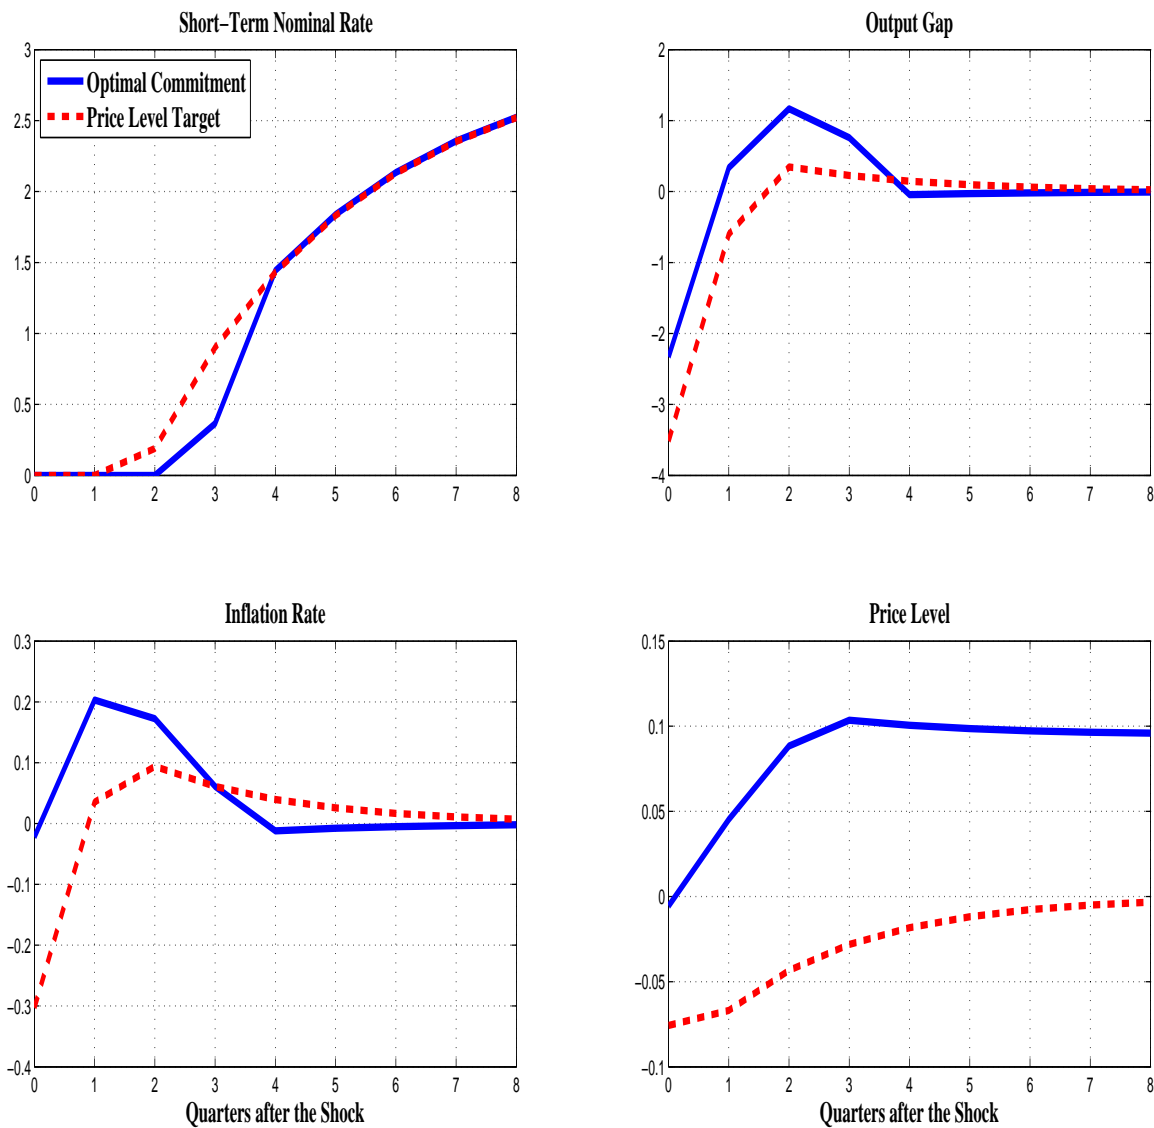 Short−Term Nominal Rate
3
2.5
2
1.5
1
0.5
0
0 1 2 3 4 5 6 7 8
Optimal Commitment
Price Level Target
Output Gap
2
1
0
−1
−2
−3
−4
0 1 2 3 4 5 6 7 8
Inflation Rate
0.3
0.2
0.1
0
−0.1
−0.2
−0.3
−0.4
0 1 2 3 4 5 6 7 8
Quarters after the Shock
Price Level
0.15
0.1
0.05
0
−0.05
−0.1
0 1 2 3 4 5 6 7 8
Quarters after the Shock